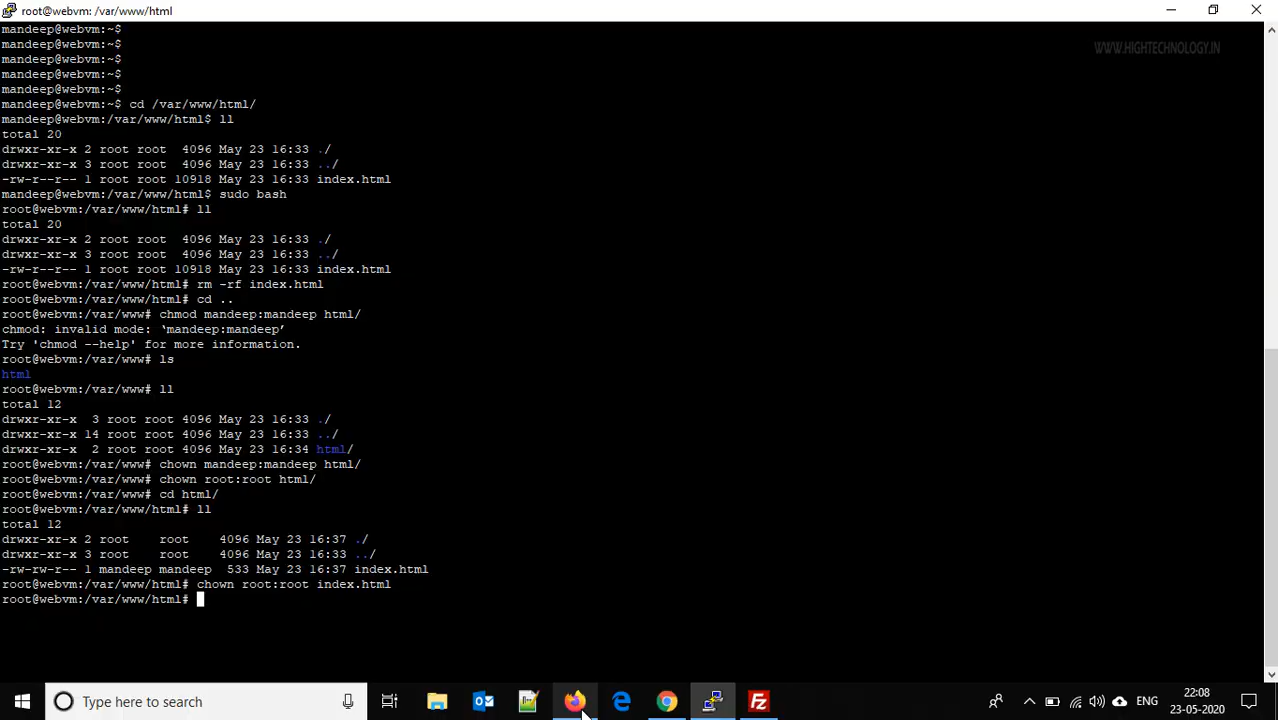 root@webvm: /var/www/html
mandeep@webvm:~$
WWW.HIGHTECHNOLOGY.IN
mandeep@webvm:~$
mandeep@webvm:~$
mandeep@webvm:~$
mandeep@webvm:~$
mandeep@webvm:~$ cd /var/www/html/
mandeep@webvm:/var/www/html$ ll
total 20
drwxr-xr-x 2 root root  4096 May 23 16:33 ./
drwxr-xr-x 3 root root  4096 May 23 16:33 ../
-rw-r--r-- 1 root root 10918 May 23 16:33 index.html
mandeep@webvm:/var/www/html$ sudo bash
root@webvm:/var/www/html# ll
total 20
drwxr-xr-x 2 root root  4096 May 23 16:33 ./
drwxr-xr-x 3 root root  4096 May 23 16:33 ../
-rw-r--r-- 1 root root 10918 May 23 16:33 index.html
root@webvm:/var/www/html# rm -rf index.html
root@webvm:/var/www/html# cd ..
root@webvm:/var/www# chmod mandeep:mandeep html/
chmod: invalid mode: ‘mandeep:mandeep’
Try 'chmod --help' for more information.
root@webvm:/var/www# ls
html
root@webvm:/var/www# ll
total 12
drwxr-xr-x  3 root root 4096 May 23 16:33 ./
drwxr-xr-x 14 root root 4096 May 23 16:33 ../
drwxr-xr-x  2 root root 4096 May 23 16:34 html/
root@webvm:/var/www# chown mandeep:mandeep html/
root@webvm:/var/www# chown root:root html/
root@webvm:/var/www# cd html/
root@webvm:/var/www/html# ll
total 12
drwxr-xr-x 2 root    root    4096 May 23 16:37 ./
drwxr-xr-x 3 root    root    4096 May 23 16:33 ../
-rw-rw-r-- 1 mandeep mandeep  533 May 23 16:37 index.html
root@webvm:/var/www/html# chown root:root index.html
root@webvm:/var/www/html#
Type here to search
ENG
22:08
23-05-2020